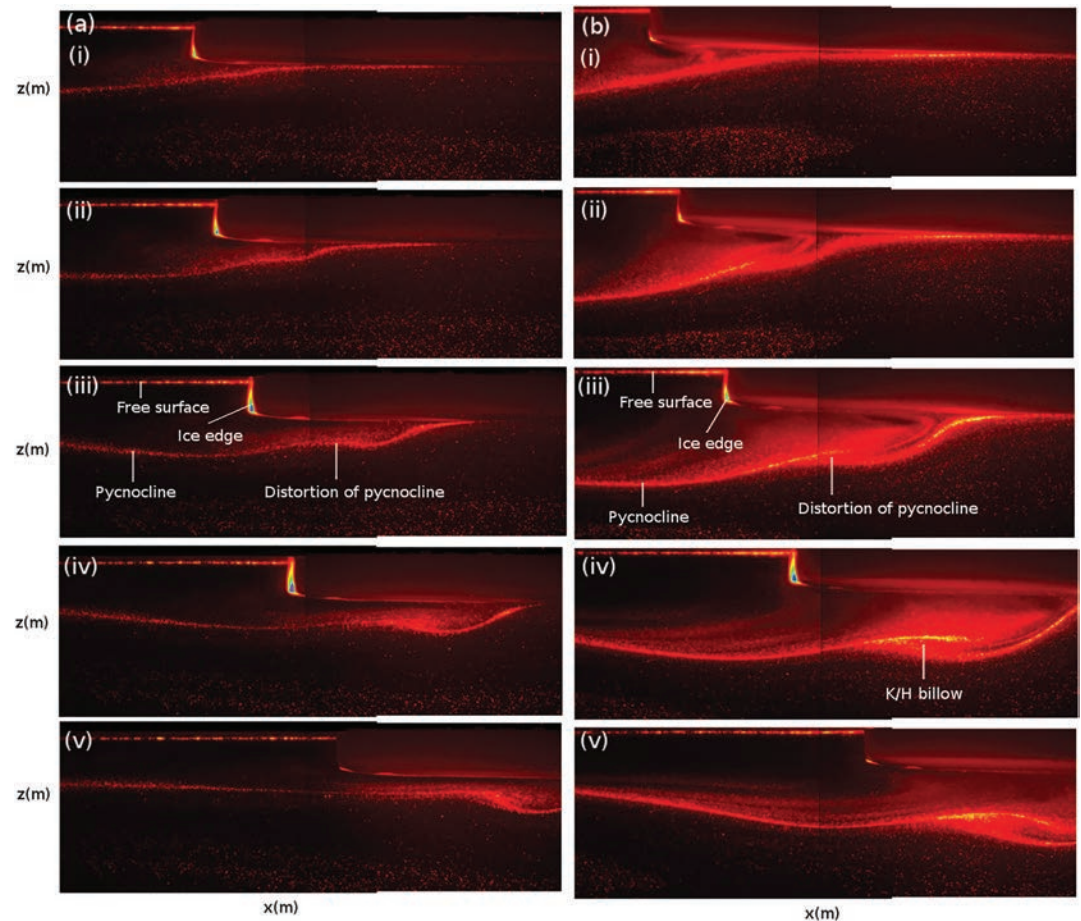 (a)
(i)
z(m)
(ii)
z(m)
(iii)
Free surface
Ice edge
z(m)
Pycnocline
Distortion of pycnocline
(iv)
z(m)
(v)
z(m)
x(m)
(b)
(i)
(ii)
(iii)
Free surface
Ice edge
Pycnocline
Distortion of pycnocline
(iv)
K/H billow
(v)
x(m)